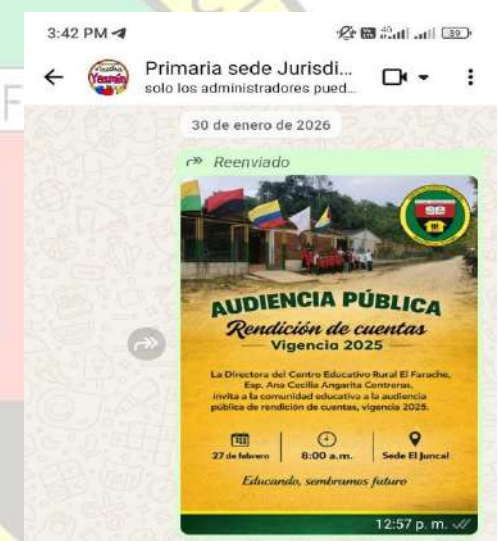 3:42 PM
39
Primaria sede Jurisdi...
solo los administradores pued...
30 de enero de 2026
Reenviado
AUDIENCIA PÚBLICA
Rendición de cuentas
Vigencia 2025
La Directora del Centro Educativo Rural El Farache,
Esp. Ana Cecilia Angarita Contreras,
invita a la comunidad educativa a la audiencia
pública de rendición de cuentas, vigencia 2025.
27 de febrero
8:00 a.m.
Sede El Juncal
Educando, sembramos futuro
12:57 p. m.